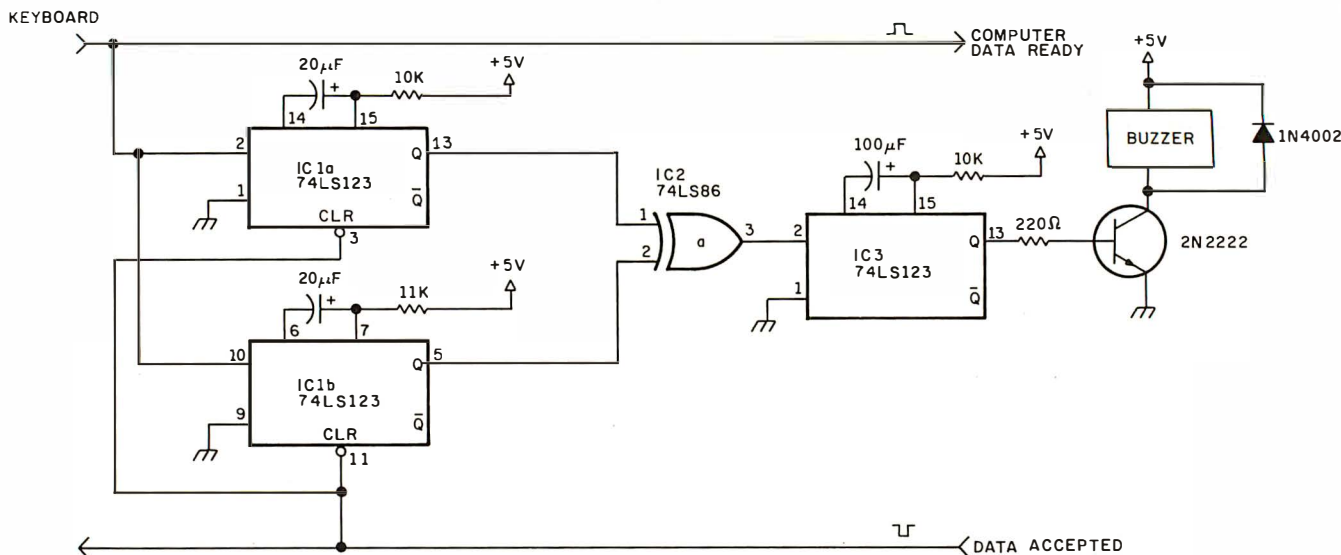 KEYBOARD
COMPUTER
DATA READY
+5V
20µF
+
10K
+5V
14
15
2
13
Q
IC1a
74LS123
1
Q̅
CLR
3
20µF
+
11K
+5V
6
7
10
5
Q
IC1b
74LS123
9
Q̅
CLR
11
IC2
74LS86
1
2
a
3
100µF
+
10K
+5V
14
15
2
13
Q
IC3
74LS123
1
Q̅
220Ω
BUZZER
1N4002
2N2222
DATA ACCEPTED